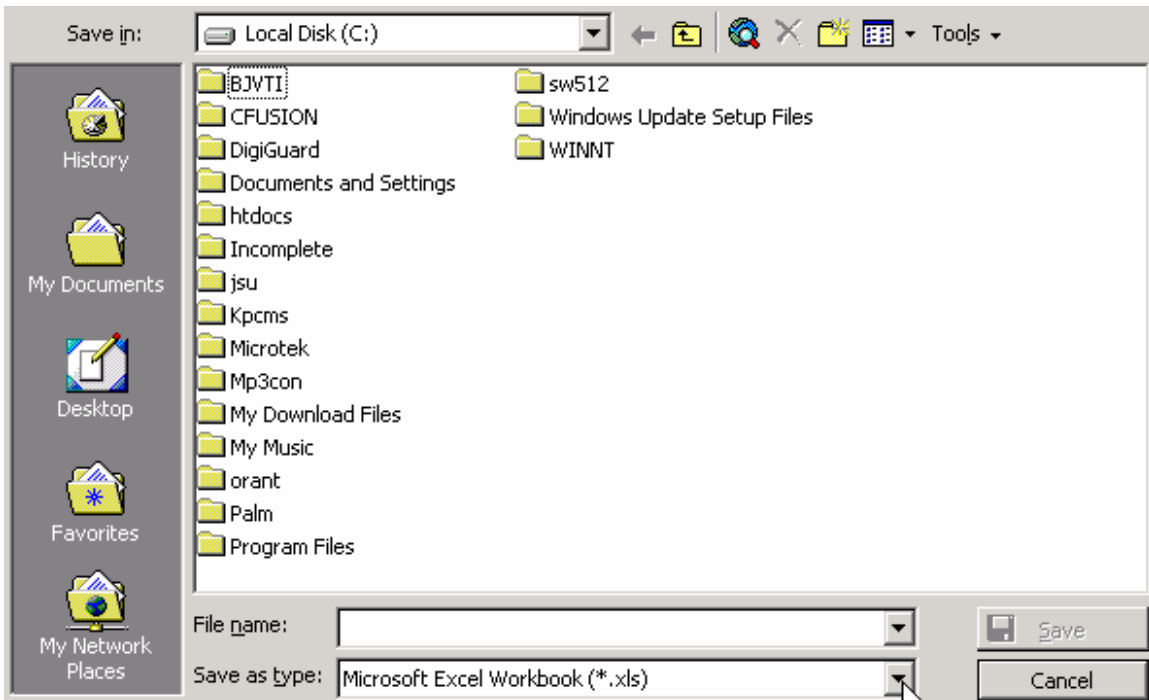 Save in:
Local Disk (C:)
Tools
History
My Documents
Desktop
Favorites
My Network
Places
BJVTI
CFUSION
DigiGuard
Documents and Settings
htdocs
Incomplete
jsu
Kpcms
Microtek
Mp3con
My Download Files
My Music
orant
Palm
Program Files
sw512
Windows Update Setup Files
WINNT
File name:
Save
Save as type:
Microsoft Excel Workbook (*.xls)
Cancel